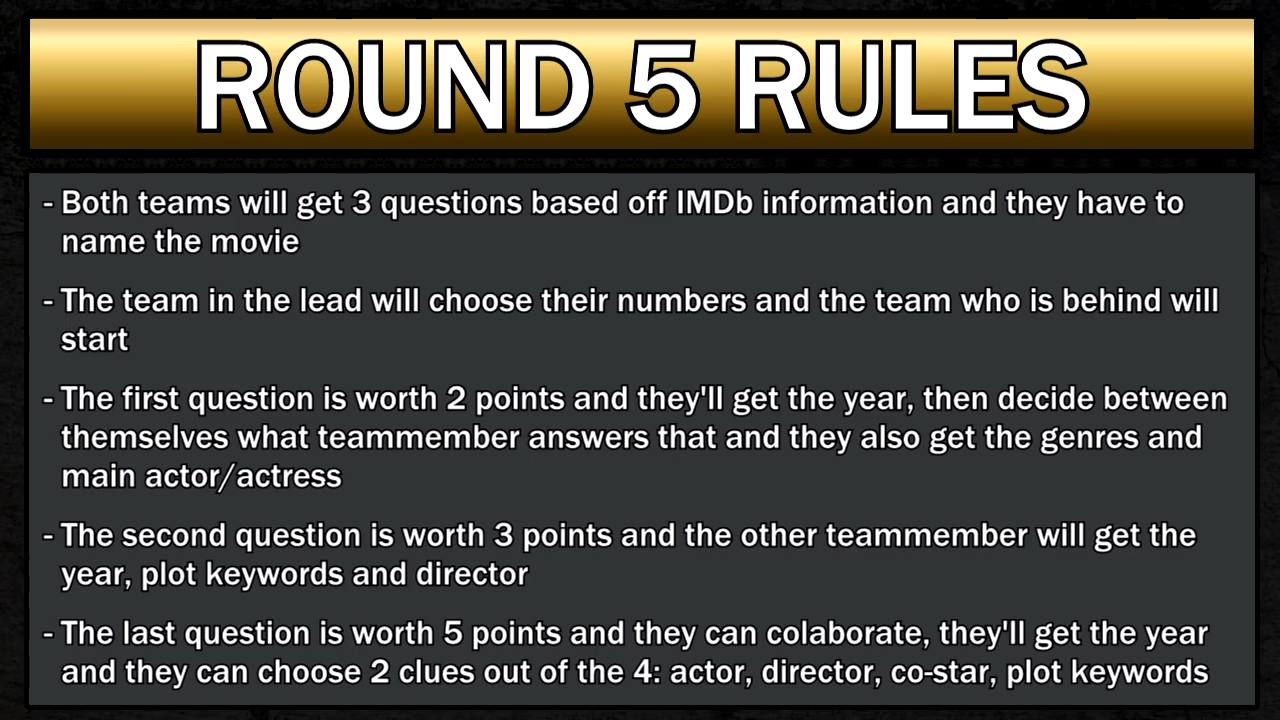 ROUND 5 RULES
- Both teams will get 3 questions based off IMDb information and they have to
name the movie
- The team in the lead will choose their numbers and the team who is behind will
start
- The first question is worth 2 points and they'll get the year, then decide between
themselves what teammember answers that and they also get the genres and
main actor/actress
- The second question is worth 3 points and the other teammember will get the
year, plot keywords and director
- The last question is worth 5 points and they can colaborate, they'll get the year
and they can choose 2 clues out of the 4: actor, director, co-star, plot keywords